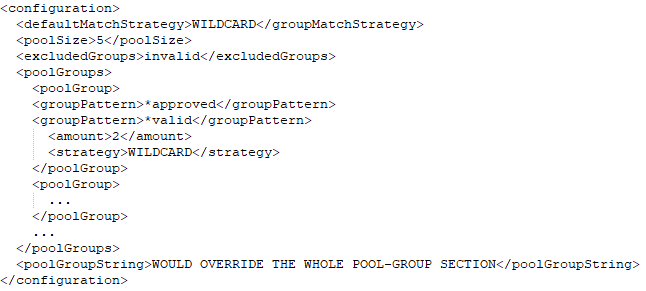 <configuration>
<defaultMatchStrategy>WILDCARD</groupMatchStrategy>
<poolSize>5</poolSize>
<excludedGroups>invalid</excludedGroups>
<poolGroups>
<poolGroup>
<groupPattern>*approved</groupPattern>
<groupPattern>*valid</groupPattern>
<amount>2</amount>
<strategy>WILDCARD</strategy>
</poolGroup>
<poolGroup>
...
</poolGroup>
...
</poolGroups>
<poolGroupString>WOULD OVERRIDE THE WHOLE POOL-GROUP SECTION</poolGroupString>
</configuration>